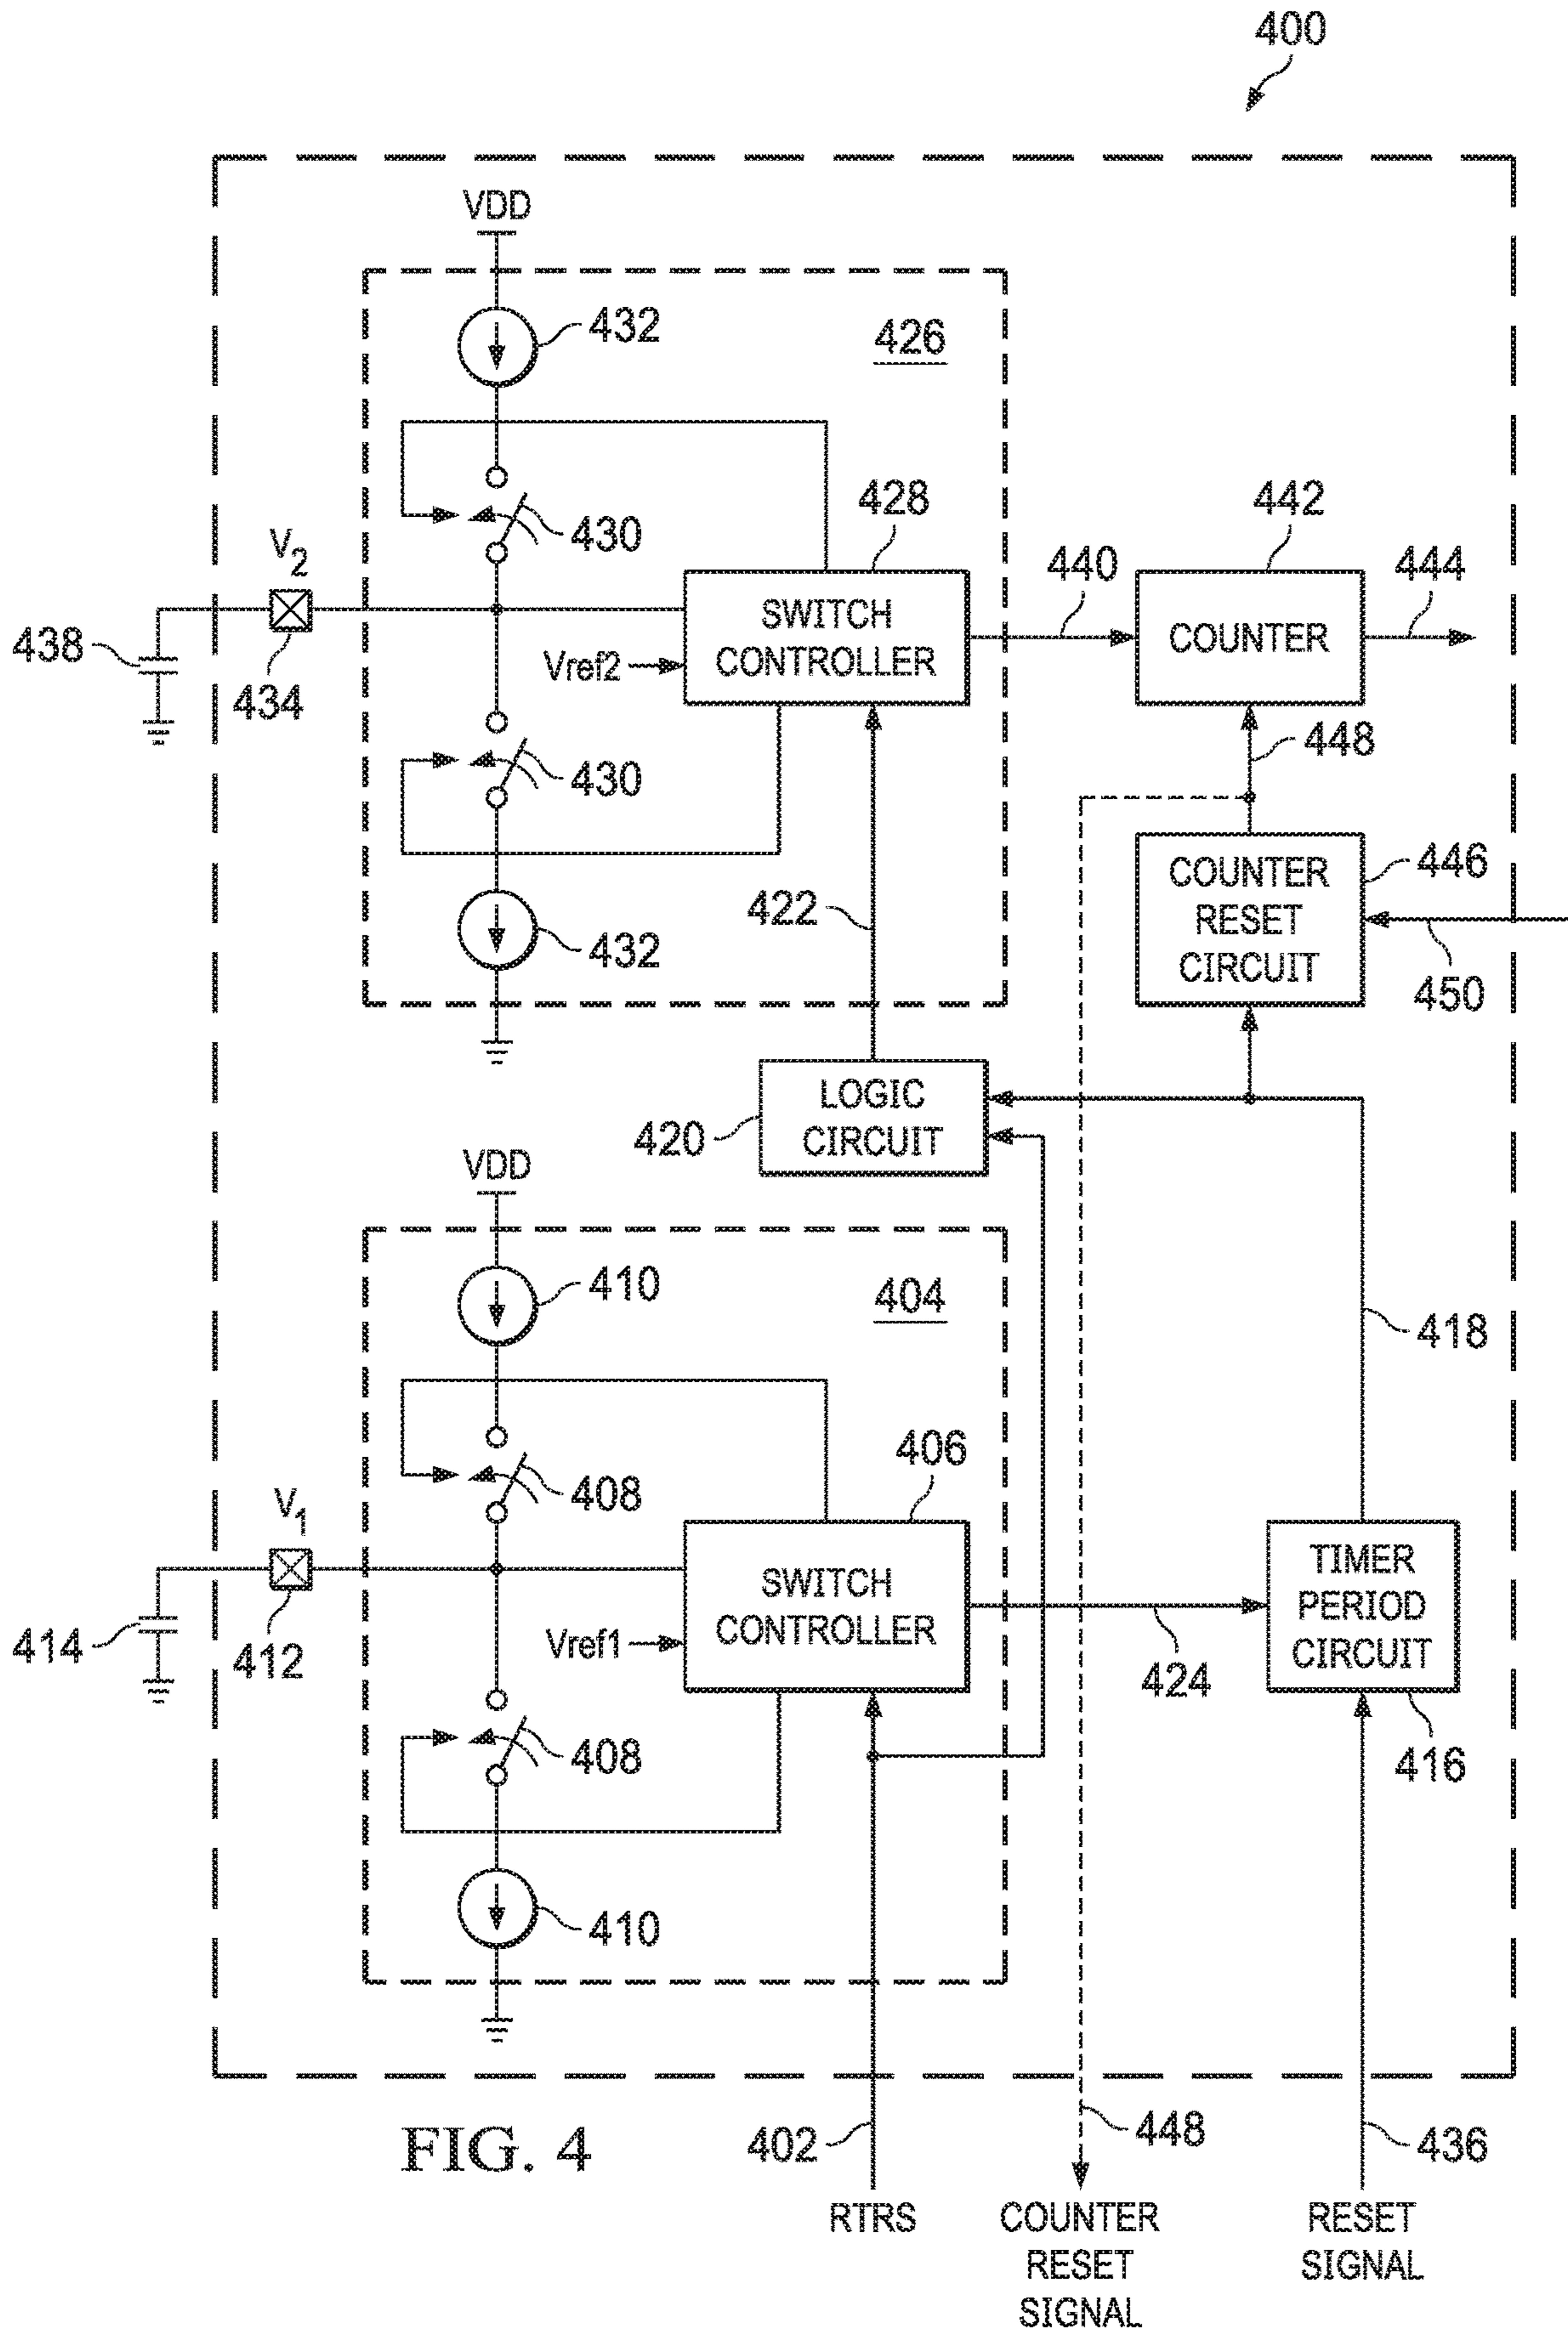 400
VDD
432
426
430
428
442
V2
440
444
SWITCH
CONTROLLER
COUNTER
438
434
Vref2
448
430
COUNTER
RESET
CIRCUIT
446
422
432
450
LOGIC
CIRCUIT
420
VDD
410
404
418
406
408
V1
SWITCH
CONTROLLER
TIMER
PERIOD
CIRCUIT
414
412
Vref1
424
408
416
410
FIG. 4
402
448
436
RTRS
COUNTER
RESET
SIGNAL
RESET
SIGNAL